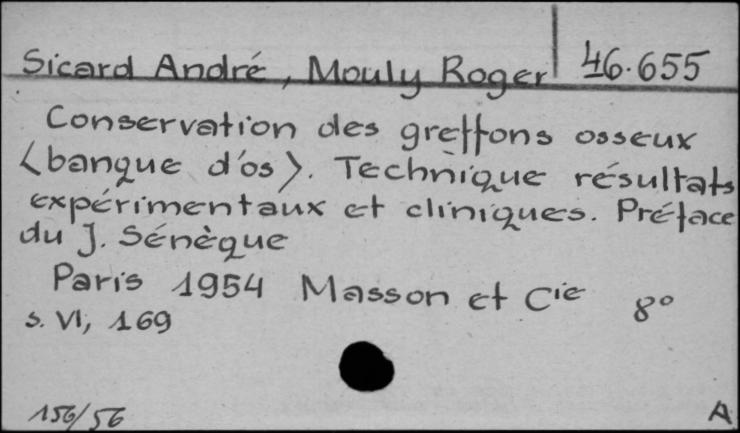 Sicard André, Mouly Roger 46.655
Conservation des greffons osseux
<banque d'os>. Technique résultats
expérimentaux et cliniques. Préface
du J. Sénèque
Paris 1954 Masson et Cie 8°
s. VI, 169
156/56 A